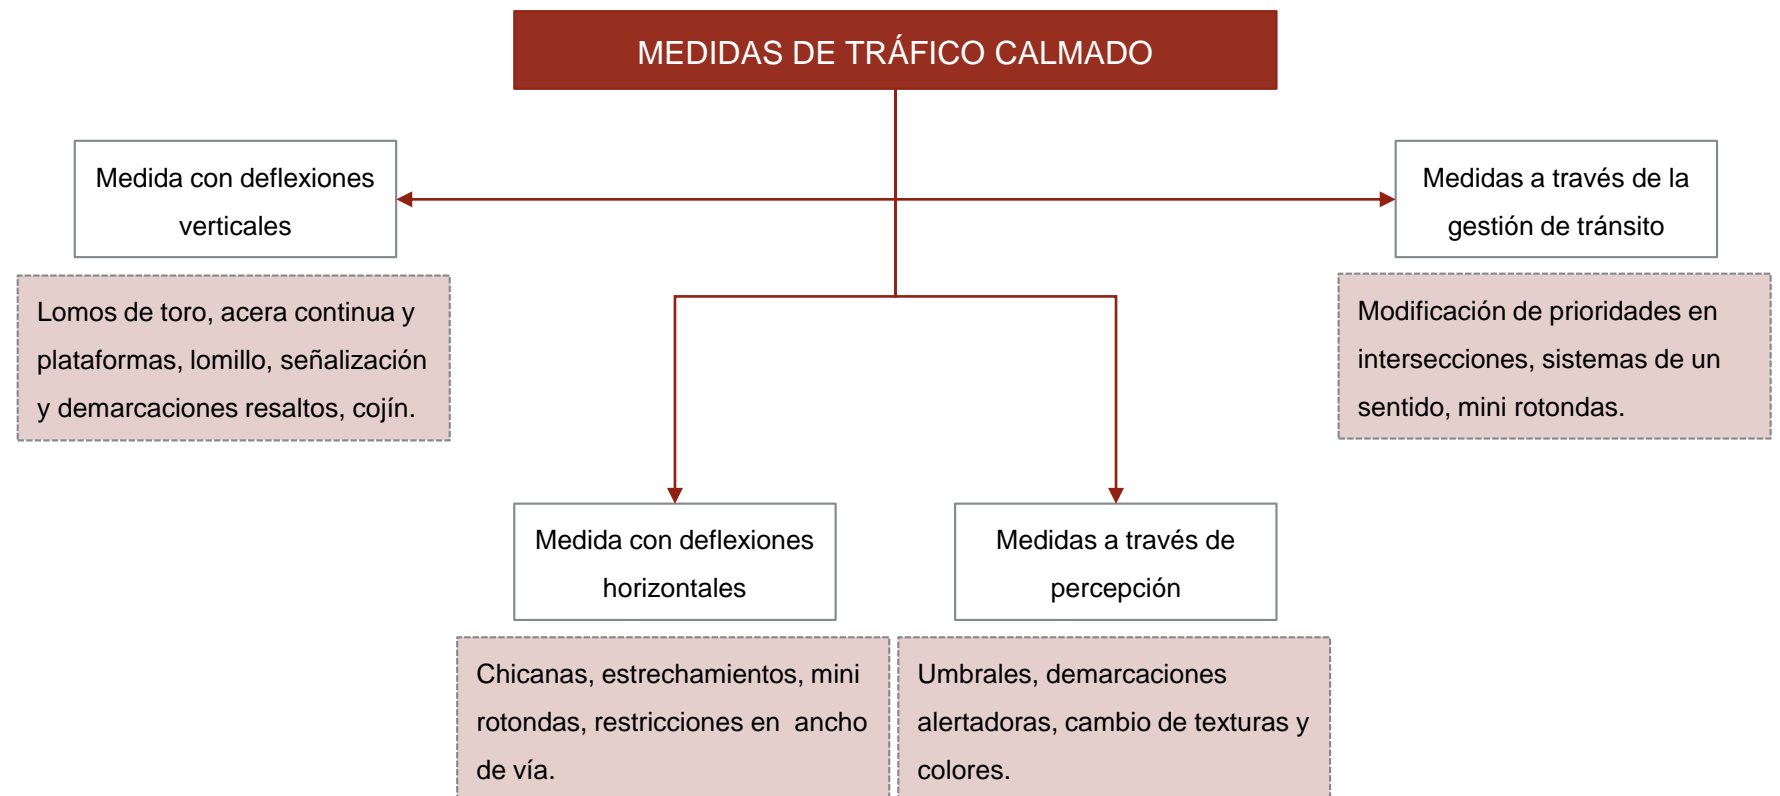 MEDIDAS DE TRÁFICO CALMADO
Medida con deflexiones
verticales
Lomos de toro, acera continua y
plataformas, lomillo, señalización
y demarcaciones resaltos, cojín.
Medidas a través de la
gestión de tránsito
Modificación de prioridades en
intersecciones, sistemas de un
sentido, mini rotondas.
Medida con deflexiones
horizontales
Chicanas, estrechamientos, mini
rotondas, restricciones en ancho
de vía.
Medidas a través de
percepción
Umbrales, demarcaciones
alertadoras, cambio de texturas y
colores.